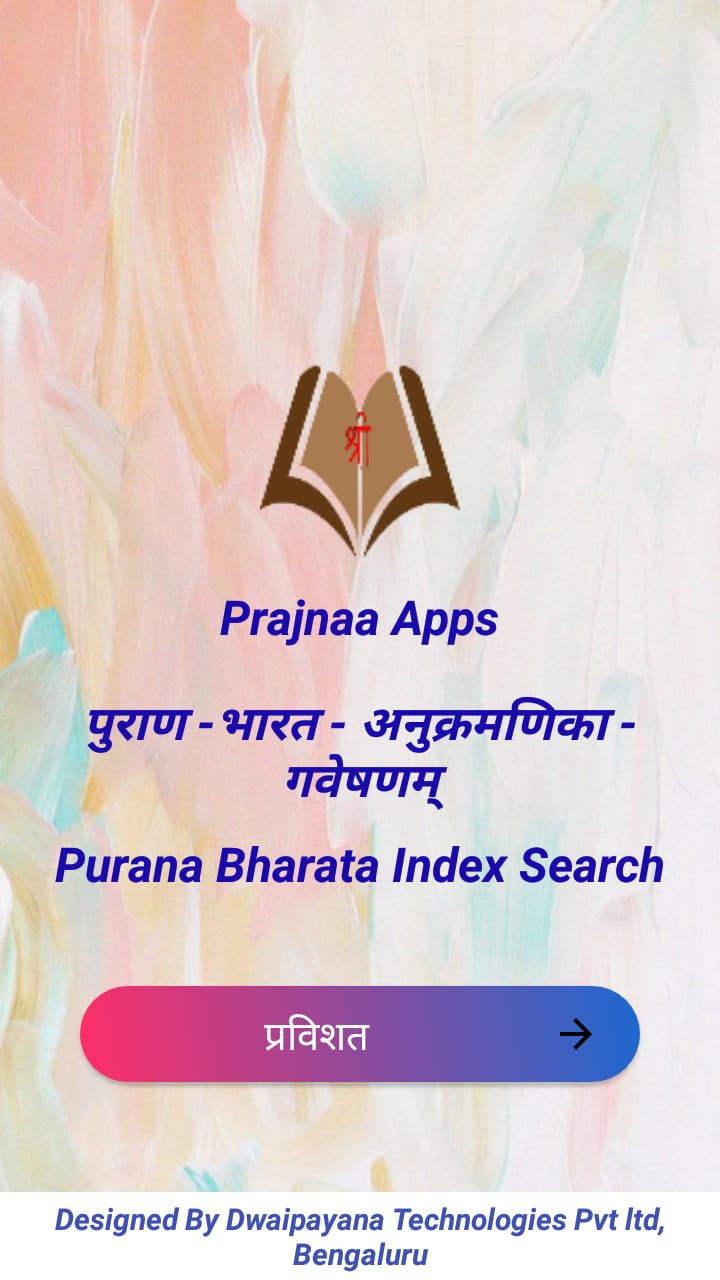 श्री
Prajnaa Apps
पुराण - भारत - अनुक्रमणिका -
गवेषणम्
Purana Bharata Index Search
प्रविशत
Designed By Dwaipayana Technologies Pvt ltd,
Bengaluru